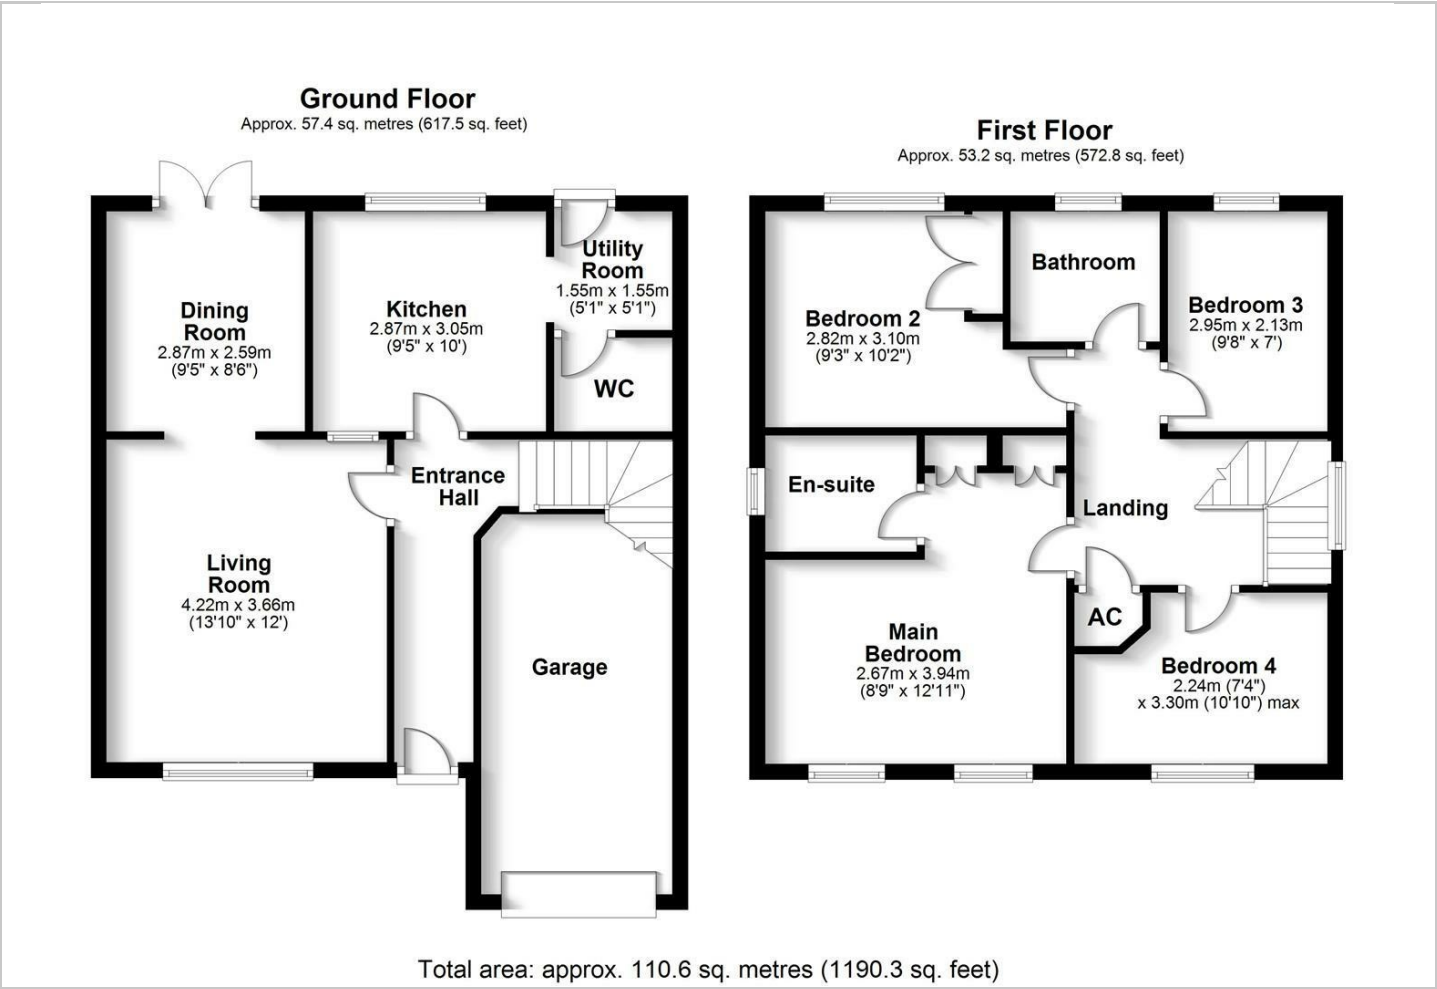 Ground Floor
Approx. 57.4 sq. metres (617.5 sq. feet)
Dining
Room
2.87m x 2.59m
(9'5" x 8'6")
Kitchen
2.87m x 3.05m
(9'5" x 10')
Utility
Room
1.55m x 1.55m
(5'1" x 5'1")
WC
Entrance
Hall
Living
Room
4.22m x 3.66m
(13'10" x 12')
Garage
First Floor
Approx. 53.2 sq. metres (572.8 sq. feet)
Bedroom 2
2.82m x 3.10m
(9'3" x 10'2")
Bathroom
Bedroom 3
2.95m x 2.13m
(9'8" x 7')
En-suite
Landing
AC
Main
Bedroom
2.67m x 3.94m
(8'9" x 12'11")
Bedroom 4
2.24m (7'4")
x 3.30m (10'10") max
Total area: approx. 110.6 sq. metres (1190.3 sq. feet)